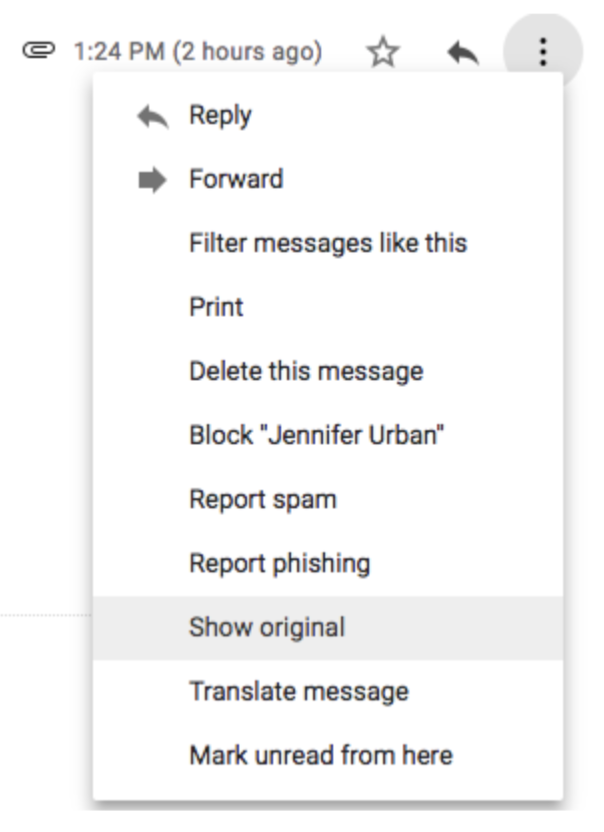 1:24 PM (2 hours ago)
Reply
Forward
Filter messages like this
Print
Delete this message
Block "Jennifer Urban"
Report spam
Report phishing
Show original
Translate message
Mark unread from here